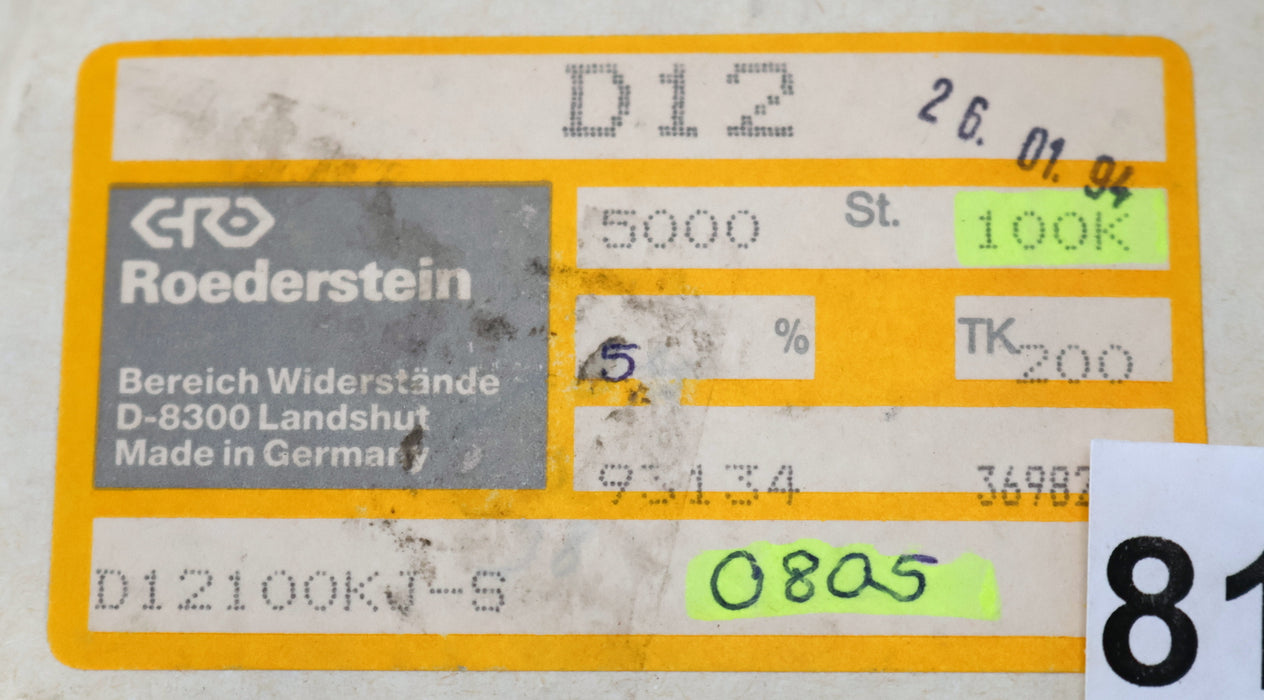 D12
26. 01. 94
ERO
Roederstein
Bereich Widerstände
D-8300 Landshut
Made in Germany
5000 St. 100K
5 % TK 200
93134
D12100KJ-S
0805